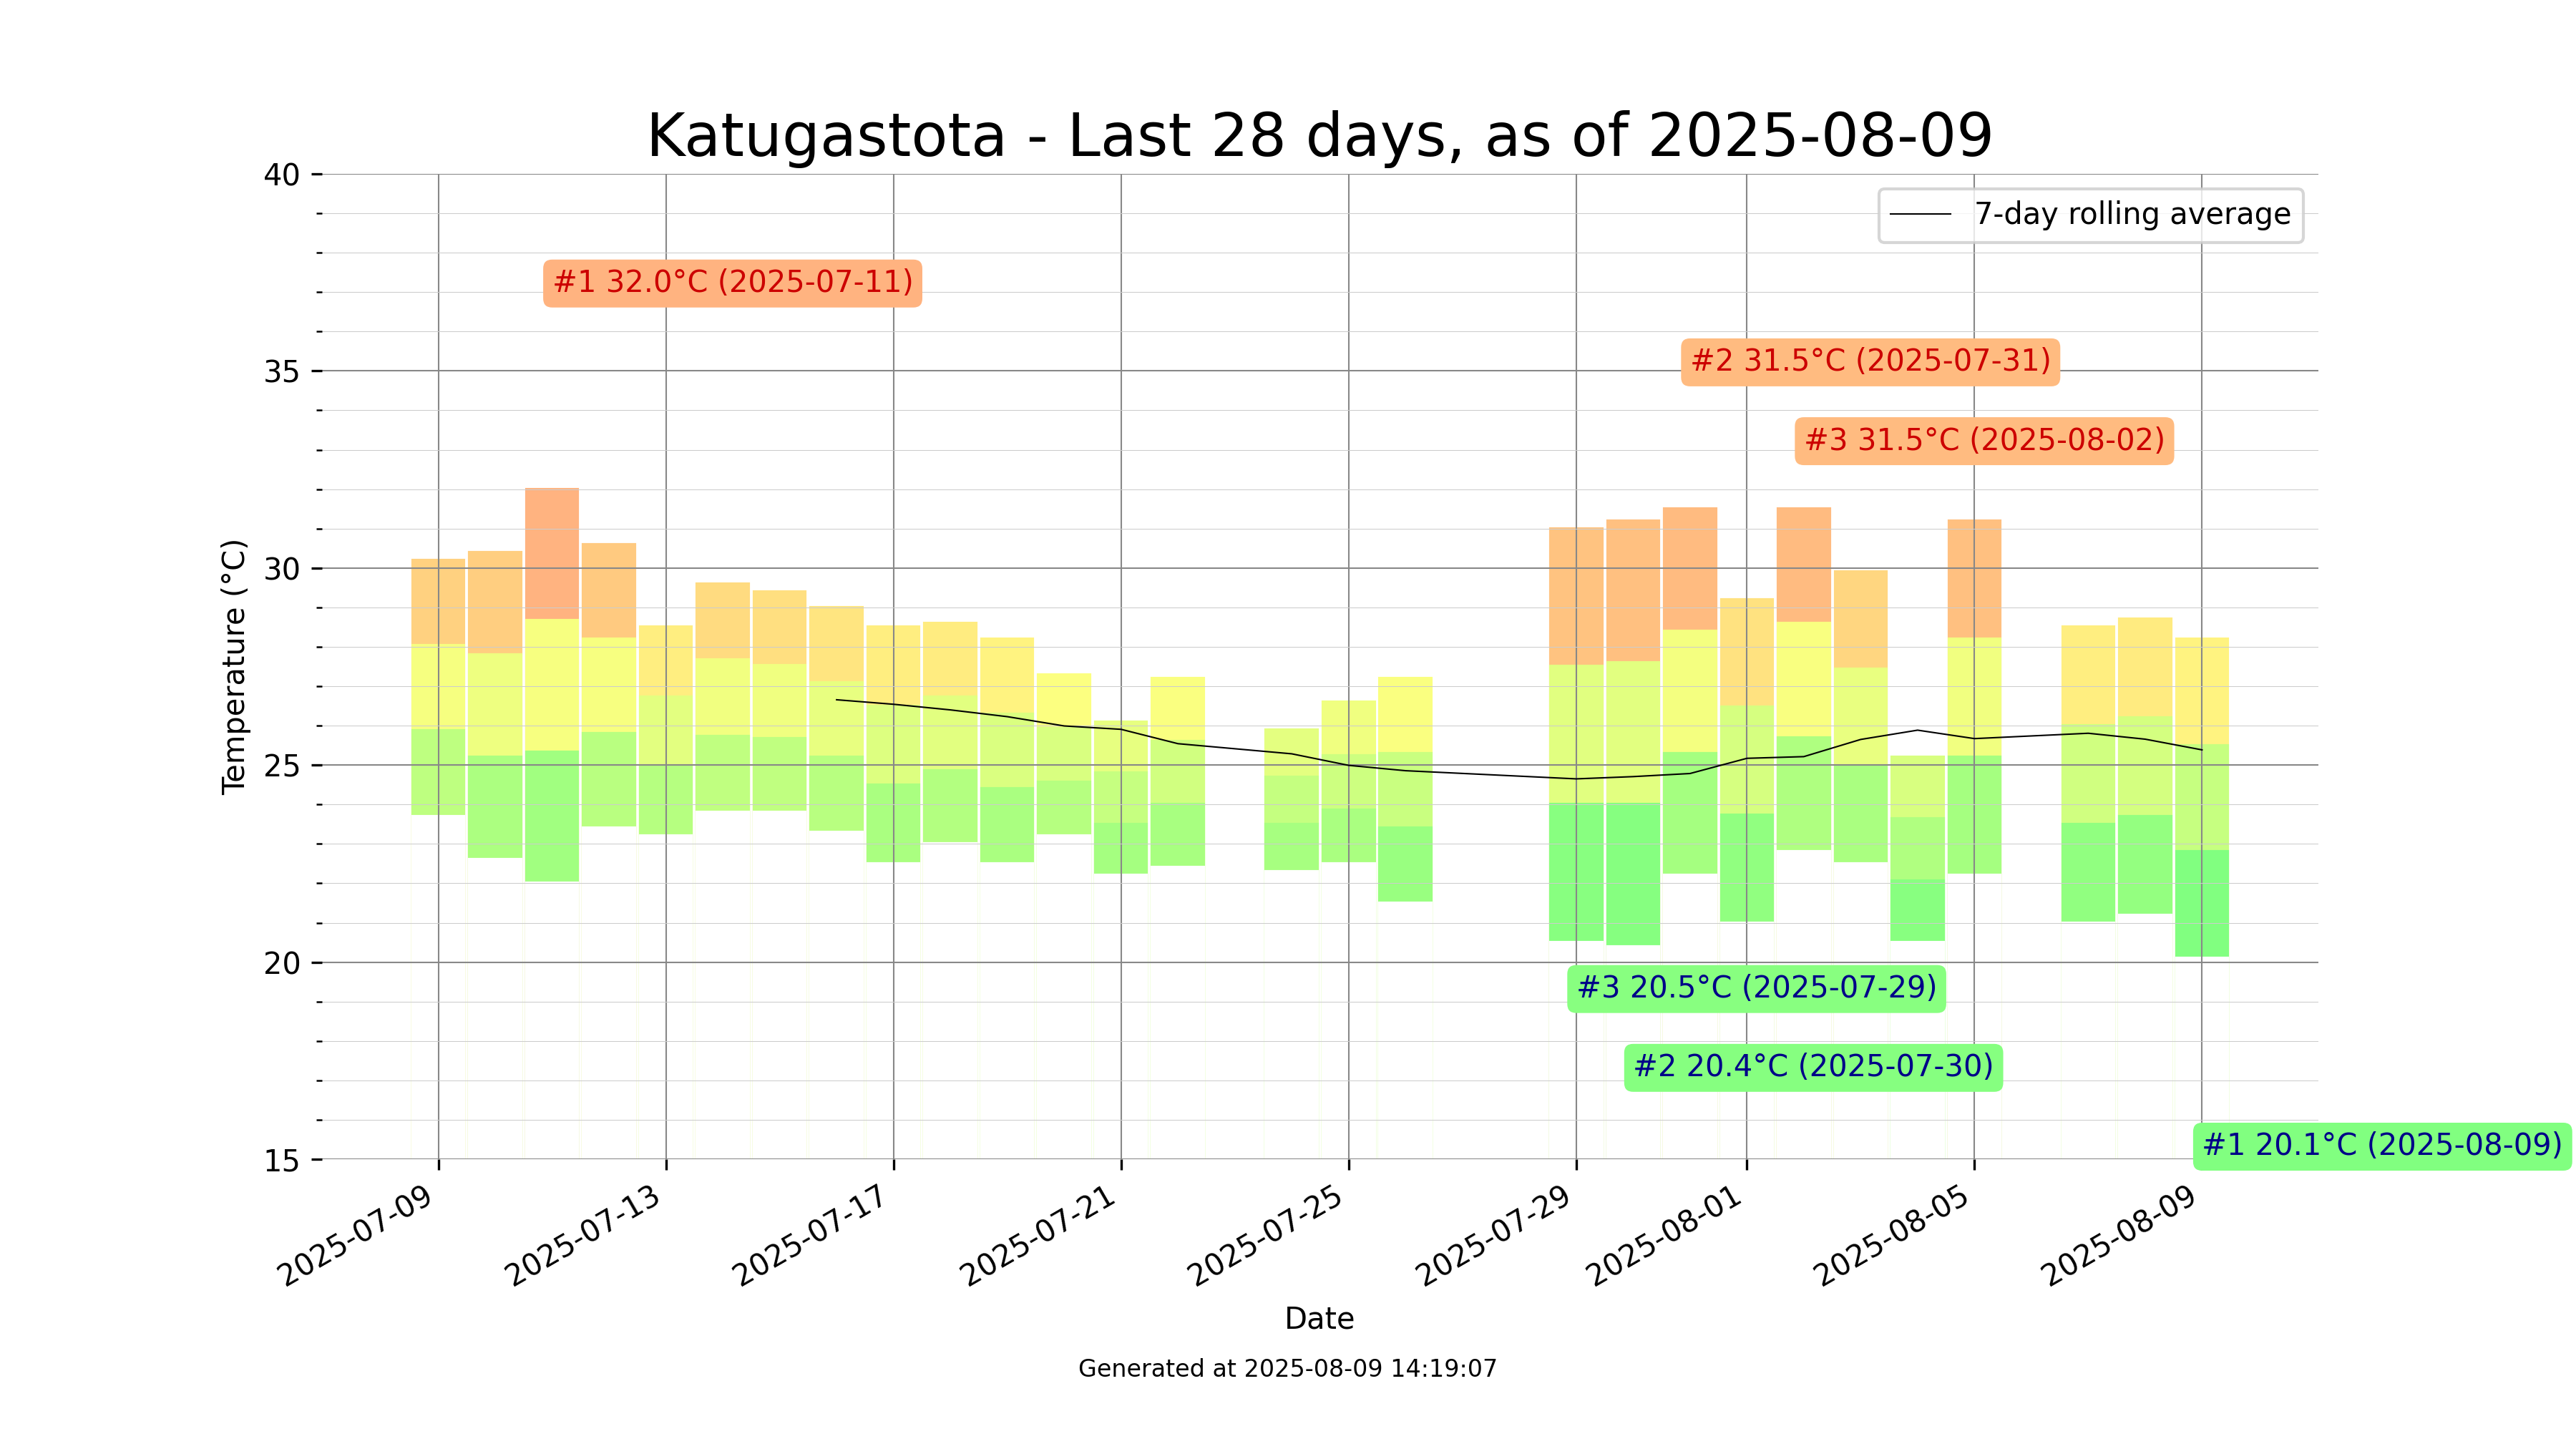 Katugastota - Last 28 days, as of 2025-08-09
7-day rolling average
#1 32.0°C (2025-07-11)
#2 31.5°C (2025-07-31)
#3 31.5°C (2025-08-02)
#3 20.5°C (2025-07-29)
#2 20.4°C (2025-07-30)
#1 20.1°C (2025-08-09)
Temperature (°C)
40
35
30
25
20
15
2025-07-09
2025-07-13
2025-07-17
2025-07-21
2025-07-25
2025-07-29
2025-08-01
2025-08-05
2025-08-09
Date
Generated at 2025-08-09 14:19:07